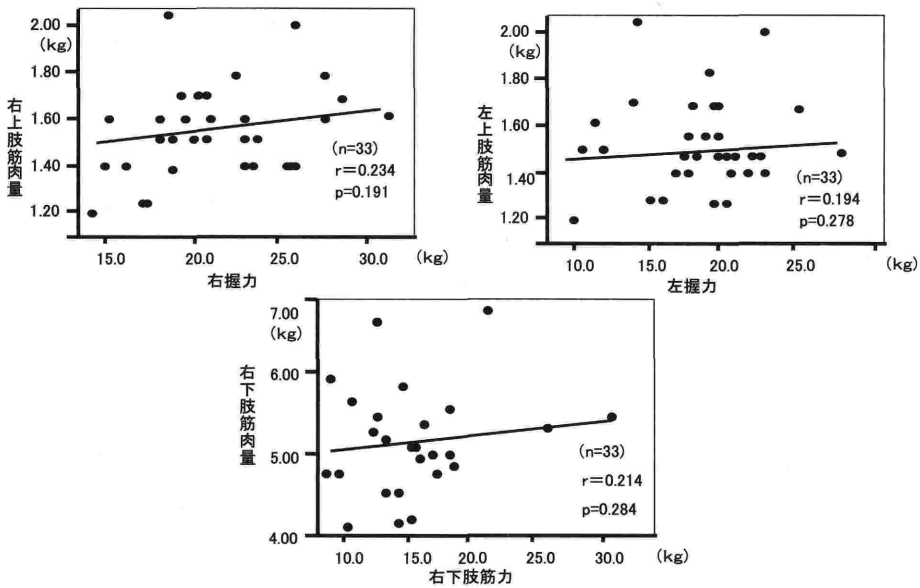 2.00
(kg)
1.80
1.60
1.40
1.20
右上肢筋肉量
(n=33)
r=0.234
p=0.191
15.0 20.0 25.0 30.0 (kg)
右握力
2.00
(kg)
1.80
1.60
1.40
1.20
左上肢筋肉量
(n=33)
r=0.194
p=0.278
10.0 15.0 20.0 25.0 (kg)
左握力
7.00
(kg)
6.00
5.00
4.00
右下肢筋肉量
(n=33)
r=0.214
p=0.284
10.0 15.0 20.0 25.0 30.0 (kg)
右下肢筋力